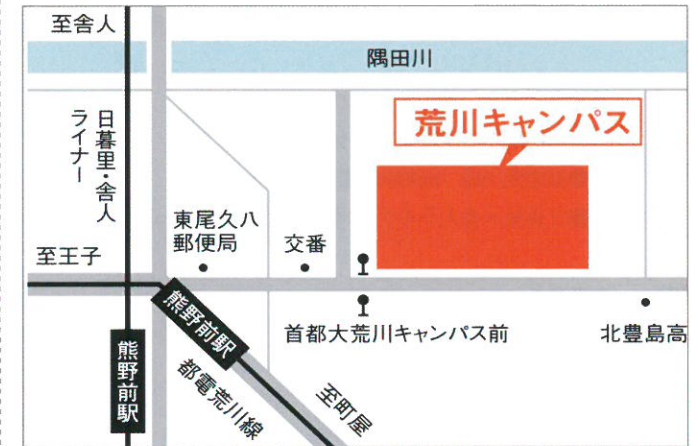 至舎人
隅田川
日暮里・舎人
ライナー
荒川キャンパス
東尾久八
郵便局
交番
至王子
熊野前駅
首都大荒川キャンパス前
北豊島高
熊野前駅
都電荒川線
至町屋